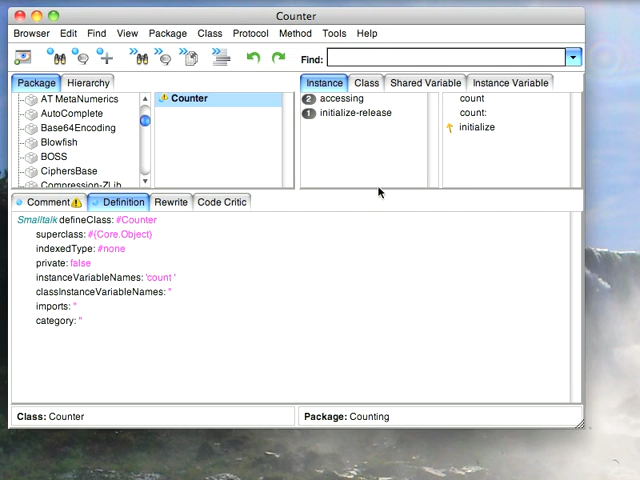 Counter
Browser Edit Find View Package Class Protocol Method Tools Help
Find:
Package Hierarchy
Instance Class Shared Variable Instance Variable
AT MetaNumerics
AutoComplete
Base64Encoding
Blowfish
BOSS
CiphersBase
Compression-ZLib
Counter
2 accessing
1 initialize-release
count
count:
initialize
Comment Definition Rewrite Code Critic
Smalltalk defineClass: #Counter
superclass: #{Core.Object}
indexedType: #none
private: false
instanceVariableNames: 'count '
classInstanceVariableNames: ''
imports: ''
category: ''
Class: Counter
Package: Counting